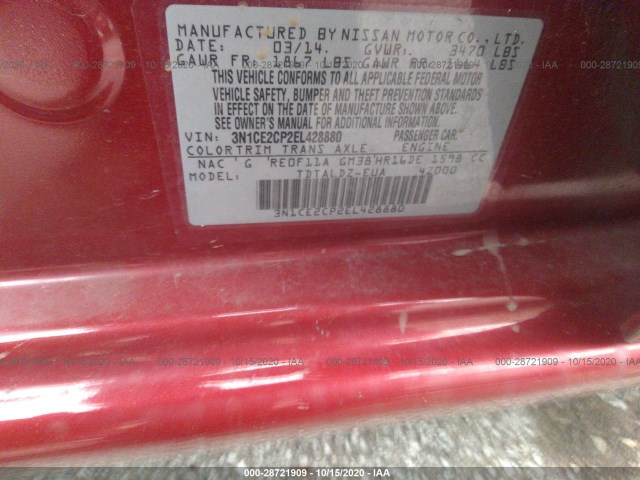 MANUFACTURED BY NISSAN MOTOR CO., LTD.
DATE: 03/14. GVWR: 3470 LBS
GAWR FR: 1867 LBS GAWR RR: LBS
THIS VEHICLE CONFORMS TO ALL APPLICABLE FEDERAL MOTOR
VEHICLE SAFETY, BUMPER AND THEFT PREVENTION STANDARDS
IN EFFECT ON THE DATE OF MANUFACTURE SHOWN ABOVE.
SEE OWNER'S MANUAL FOR ADDITIONAL INFORMATION.
VIN: 3N1CE2CP2EL428880 PASSENGER CAR
COLOR TRIM TRANS AXLE. ENGINE
NAC G RE0F11A GM38 HR16DE 1598 CC
MODEL: TDTALDZ-EUA 42000
3N1CE2CP2EL428880
000-28721909 - 10/15/2020 - IAA